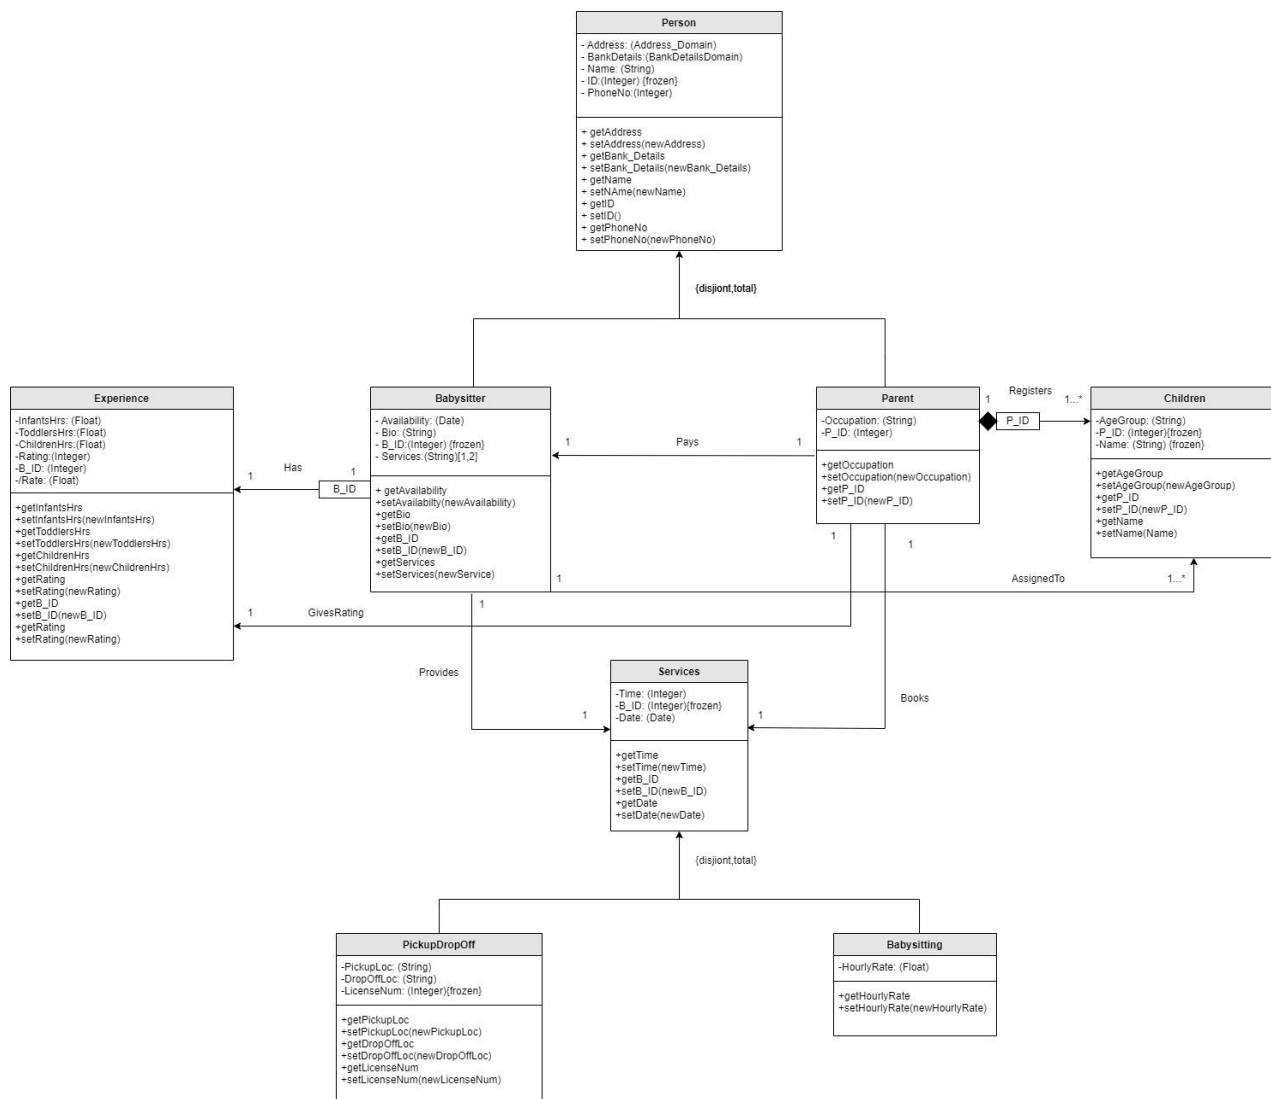 Person
- Address: (Address_Domain)
- BankDetails:(BankDetailsDomain)
- Name: (String)
- ID:(Integer) {frozen}
- PhoneNo:(Integer)
+ getAddress
+ setAddress(newAddress)
+ getBank_Details
+ setBank_Details(newBank_Details)
+ getName
+ setNAme(newName)
+ getID
+ setID()
+ getPhoneNo
+ setPhoneNo(newPhoneNo)
{disjiont,total}
Experience
-InfantsHrs: (Float)
-ToddlersHrs:(Float)
-ChildrenHrs:(Float)
-Rating:(Integer)
-B_ID: (Integer)
-/Rate: (Float)
+getInfantsHrs
+setInfantsHrs(newInfantsHrs)
+getToddlersHrs
+setToddlersHrs(newToddlersHrs)
+getChildrenHrs
+setChildrenHrs(newChildrenHrs)
+getRating
+setRating(newRating)
+getB_ID
+setB_ID(newB_ID)
+getRating
+setRating(newRating)
1
Has
1
B_ID
Babysitter
- Availability: (Date)
- Bio: (String)
- B_ID:(Integer) {frozen}
- Services:(String)[1,2]
+ getAvailability
+setAvailabilty(newAvailability)
+getBio
+setBio(newBio)
+getB_ID
+setB_ID(newB_ID)
+getServices
+setServices(newService)
1
Pays
1
Parent
-Occupation: (String)
-P_ID: (Integer)
+getOccupation
+setOccupation(newOccupation)
+getP_ID
+setP_ID(newP_ID)
1
Registers
1...*
P_ID
Children
-AgeGroup: (String)
-P_ID: (Integer){frozen}
-Name: (String) {frozen}
+getAgeGroup
+setAgeGroup(newAgeGroup)
+getP_ID
+setP_ID(newP_ID)
+getName
+setName(Name)
1
AssignedTo
1...*
1
GivesRating
1
1
Provides
1
1
Books
1
Services
-Time: (Integer)
-B_ID: (Integer){frozen}
-Date: (Date)
+getTime
+setTime(newTime)
+getB_ID
+setB_ID(newB_ID)
+getDate
+setDate(newDate)
{disjiont,total}
PickupDropOff
-PickupLoc: (String)
-DropOffLoc: (String)
-LicenseNum: (Integer){frozen}
+getPickupLoc
+setPickupLoc(newPickupLoc)
+getDropOffLoc
+setDropOffLoc(newDropOffLoc)
+getLicenseNum
+setLicenseNum(newLicenseNum)
Babysitting
-HourlyRate: (Float)
+getHourlyRate
+setHourlyRate(newHourlyRate)